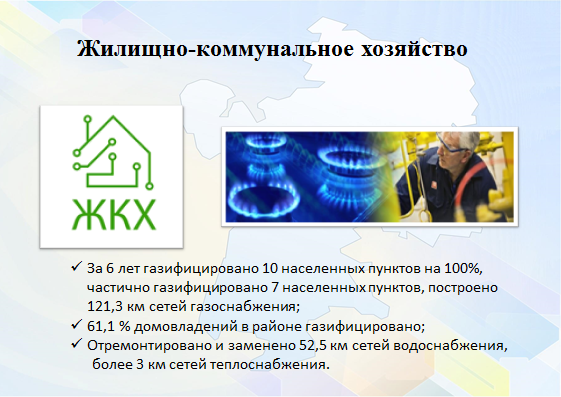 Жилищно-коммунальное хозяйство
ЖКХ
За 6 лет газифицировано 10 населенных пунктов на 100%,
частично газифицировано 7 населенных пунктов, построено
121,3 км сетей газоснабжения;
61,1 % домовладений в районе газифицировано;
Отремонтировано и заменено 52,5 км сетей водоснабжения,
более 3 км сетей теплоснабжения.